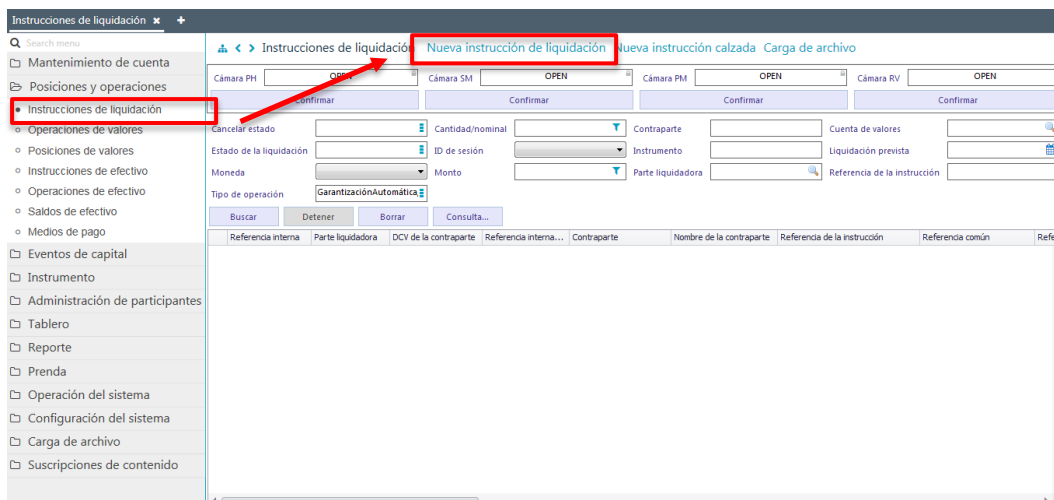 Instrucciones de liquidación × +
Search menu
Mantenimiento de cuenta
Posiciones y operaciones
Instrucciones de liquidación
Operaciones de valores
Posiciones de valores
Instrucciones de efectivo
Operaciones de efectivo
Saldos de efectivo
Medios de pago
Eventos de capital
Instrumento
Administración de participantes
Tablero
Reporte
Prenda
Operación del sistema
Configuración del sistema
Carga de archivo
Suscripciones de contenido
Instrucciones de liquidación Nueva instrucción de liquidación Nueva instrucción calzada Carga de archivo
Cámara PH OPEN Cámara SM OPEN Cámara PM OPEN Cámara RV OPEN
Confirmar Confirmar Confirmar Confirmar
Cancelar estado Cantidad/nominal Contraparte Cuenta de valores
Estado de la liquidación ID de sesión Instrumento Liquidación prevista
Moneda Monto Parte liquidadora Referencia de la instrucción
Tipo de operación GarantizaciónAutomática,
Buscar Detener Borrar Consulta...
Referencia interna Parte liquidadora DCV de la contraparte Referencia interna... Contraparte Nombre de la contraparte Referencia de la instrucción Referencia común Refe